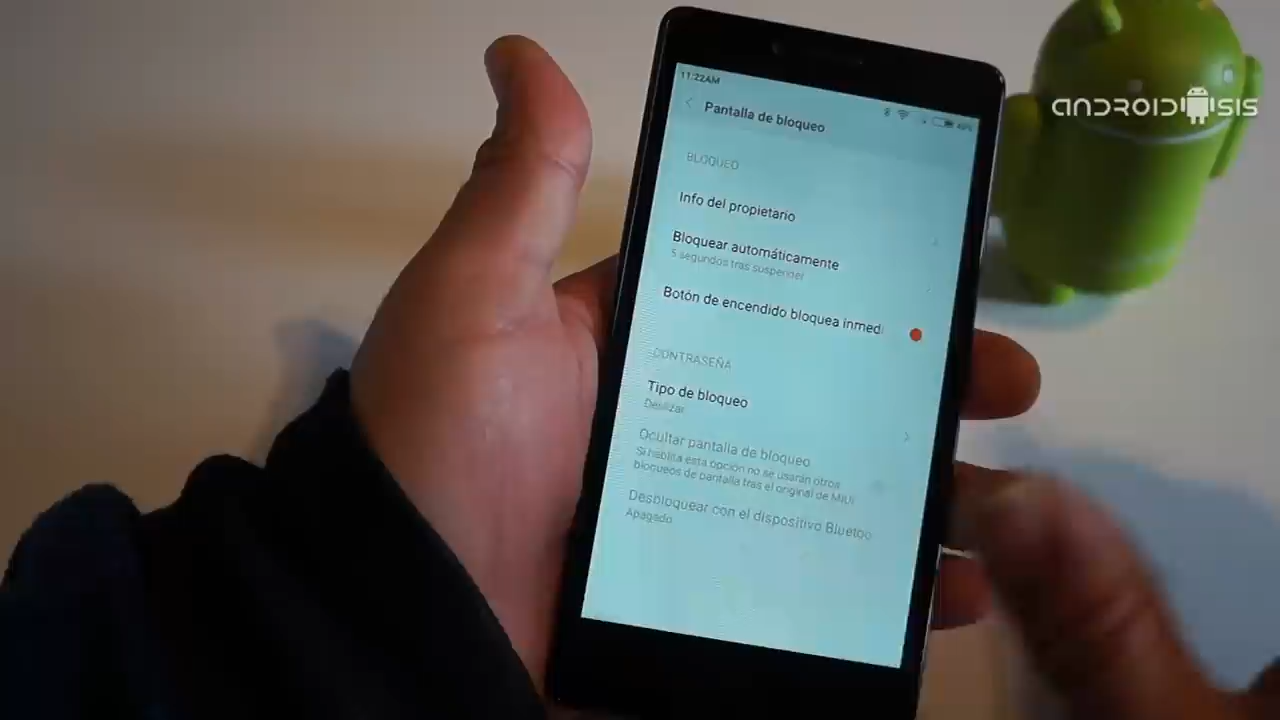 ANDROIDSIS
11:22AM
Pantalla de bloqueo
BLOQUEO
Info del propietario
Bloquear automáticamente
5 segundos tras suspender
Botón de encendido bloquea inmedi
CONTRASEÑA
Tipo de bloqueo
Deslizar
Ocultar pantalla de bloqueo
Si habilita esta opción no se usarán otros
bloqueos de pantalla tras el original de MIUI
Desbloquear con el dispositivo Bluetoo
Apagado